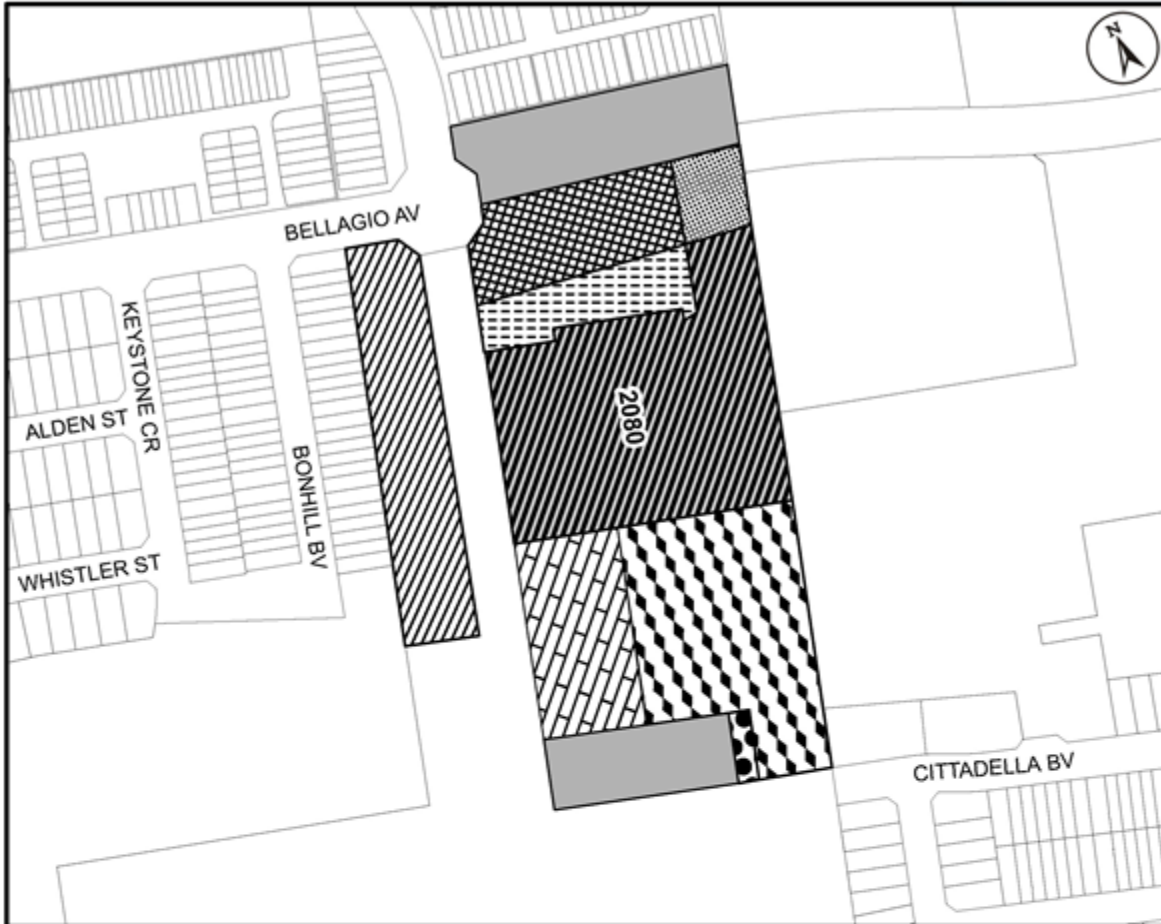 N
BELLAGIO AV
KEYSTONE CR
ALDEN ST
2080
BONHILL BV
WHISTLER ST
CITTADELLA BV